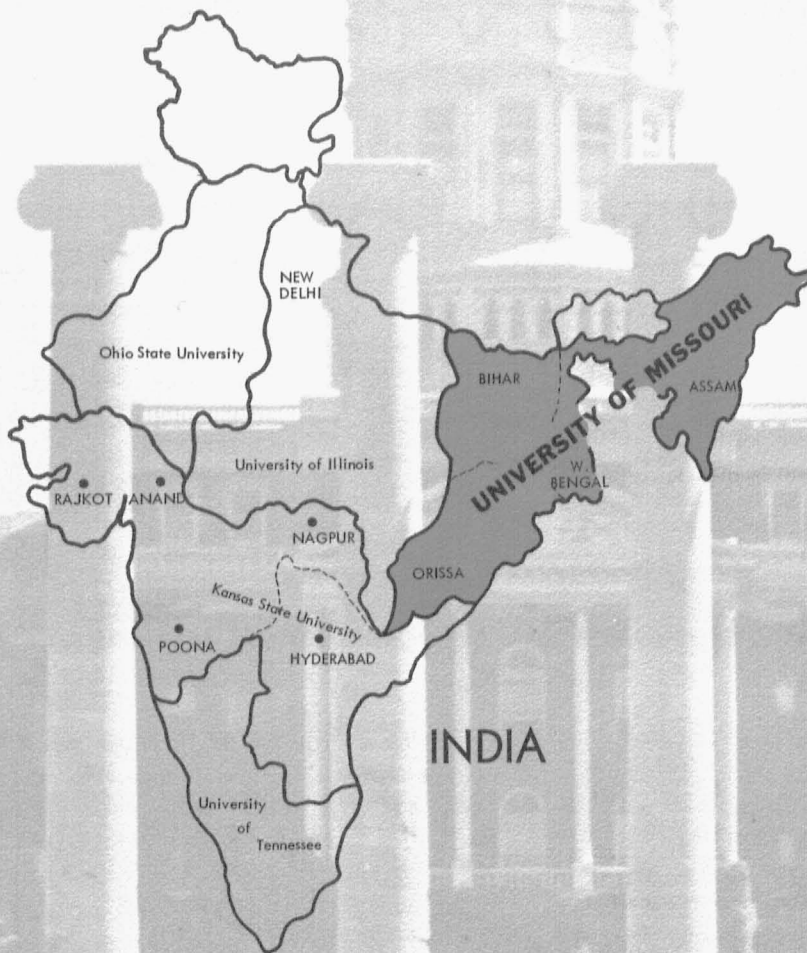 NEW
DELHI
Ohio State University
BIHAR
UNIVERSITY OF MISSOURI
ASSAM
University of Illinois
W.
BENGAL
RAJKOT
ANAND
NAGPUR
ORISSA
Kansas State University
POONA
HYDERABAD
INDIA
University
of
Tennessee